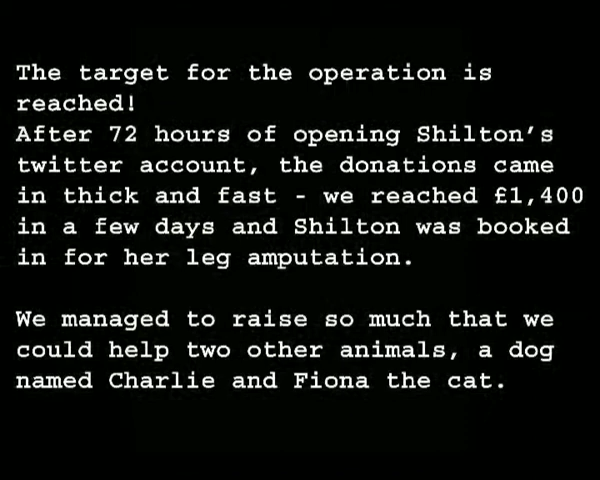 The target for the operation is
reached!
After 72 hours of opening Shilton's
twitter account, the donations came
in thick and fast - we reached £1,400
in a few days and Shilton was booked
in for her leg amputation.
We managed to raise so much that we
could help two other animals, a dog
named Charlie and Fiona the cat.